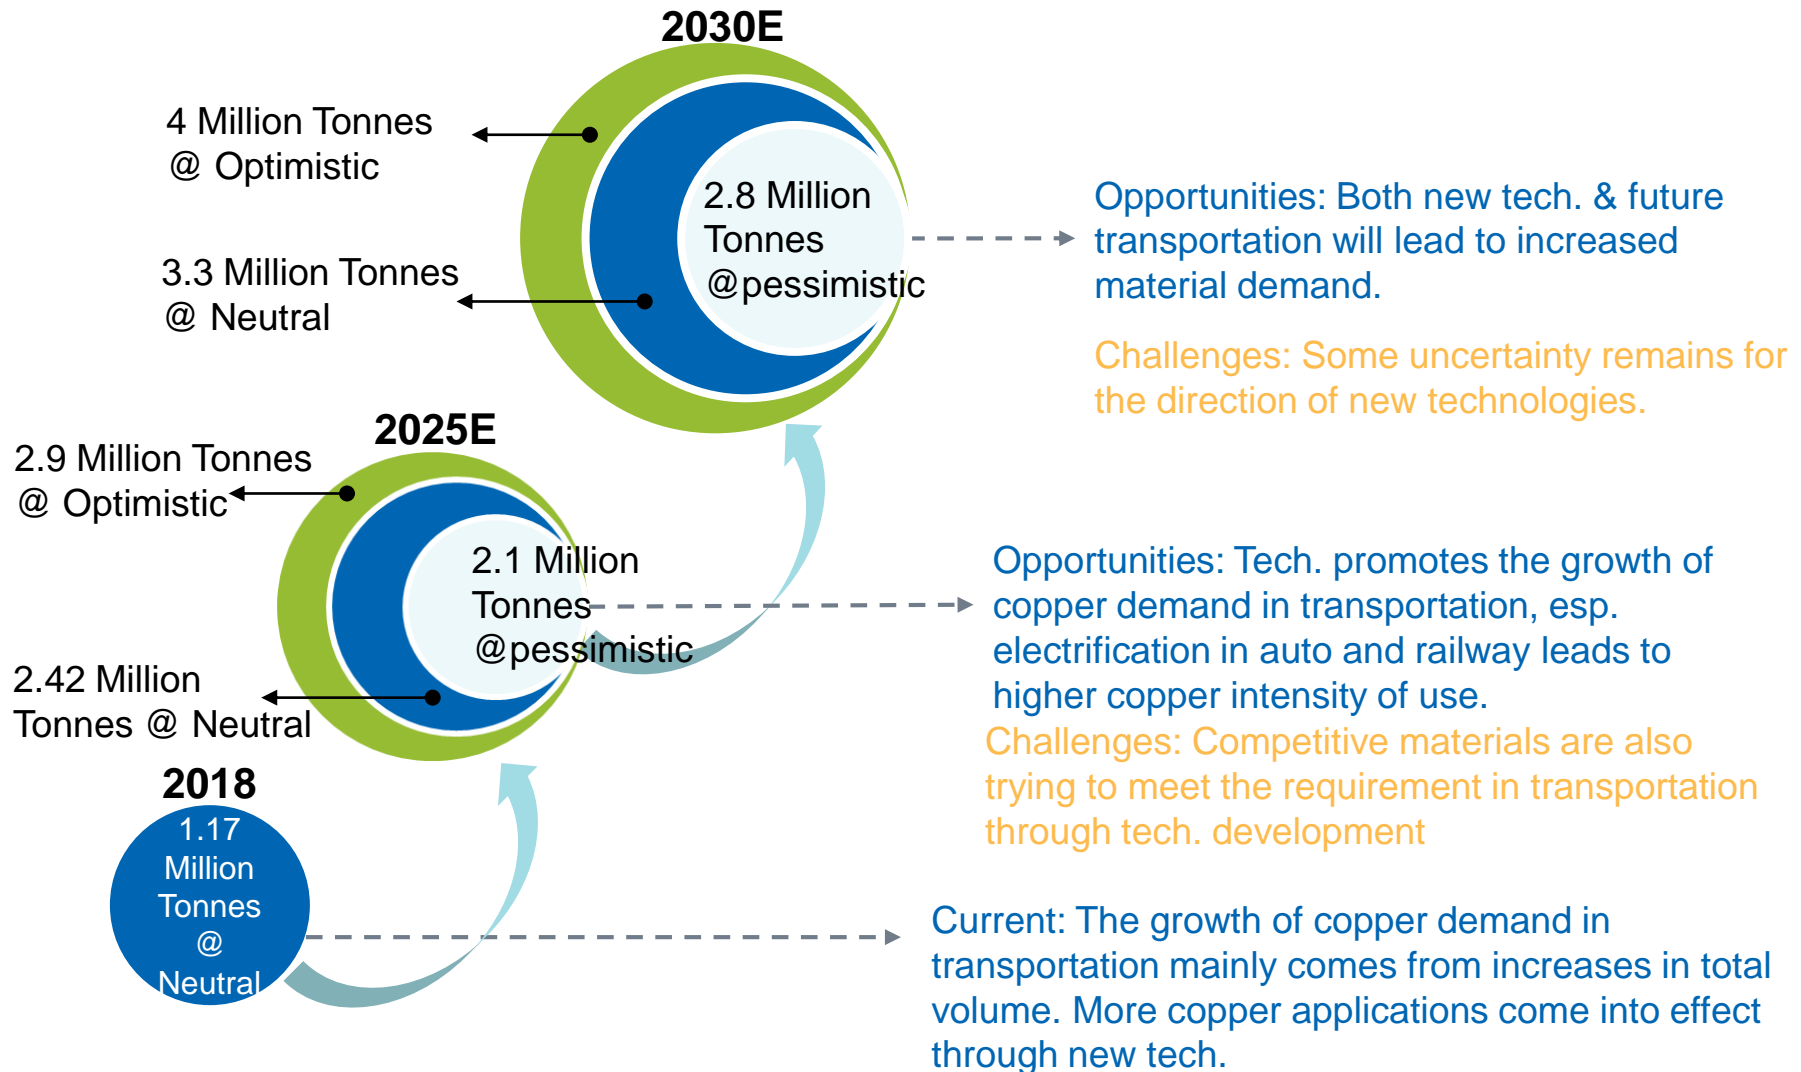 2030E
4 Million Tonnes
@ Optimistic
3.3 Million Tonnes
@ Neutral
2.8 Million
Tonnes
@pessimistic
Opportunities: Both new tech. & future
transportation will lead to increased
material demand.
Challenges: Some uncertainty remains for
the direction of new technologies.
2025E
2.9 Million Tonnes
@ Optimistic
2.42 Million
Tonnes @ Neutral
2.1 Million
Tonnes
@pessimistic
Opportunities: Tech. promotes the growth of
copper demand in transportation, esp.
electrification in auto and railway leads to
higher copper intensity of use.
Challenges: Competitive materials are also
trying to meet the requirement in transportation
through tech. development
2018
1.17
Million
Tonnes
@
Neutral
Current: The growth of copper demand in
transportation mainly comes from increases in total
volume. More copper applications come into effect
through new tech.